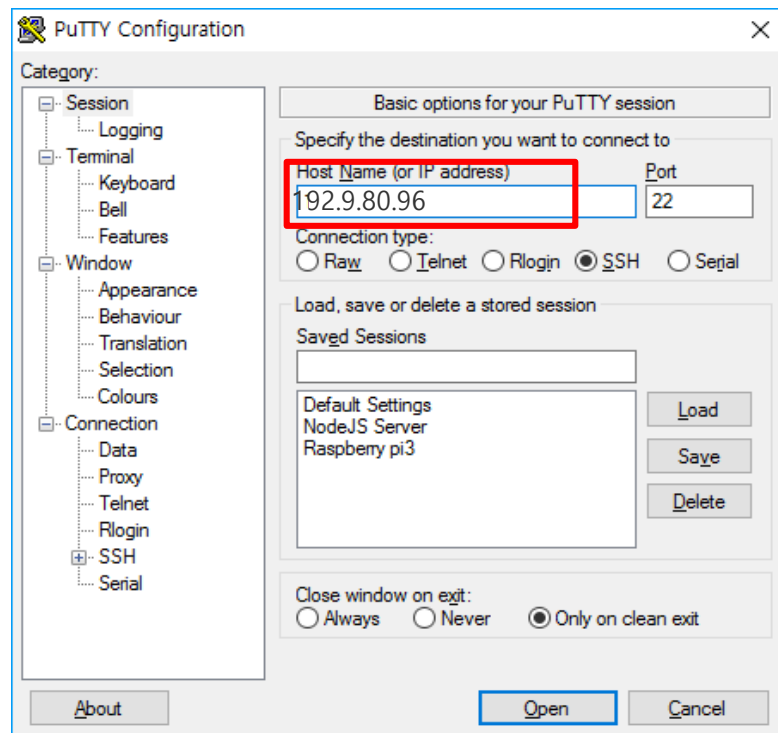 PuTTY Configuration
Category:
Session
Logging
Terminal
Keyboard
Bell
Features
Window
Appearance
Behaviour
Translation
Selection
Colours
Connection
Data
Proxy
Telnet
Rlogin
SSH
Serial
Basic options for your PuTTY session
Specify the destination you want to connect to
Host Name (or IP address) Port
192.9.80.96 22
Connection type:
Raw Telnet Rlogin SSH Serial
Load, save or delete a stored session
Saved Sessions
Default Settings
NodeJS Server
Raspberry pi3
Load
Save
Delete
Close window on exit:
Always Never Only on clean exit
About Open Cancel